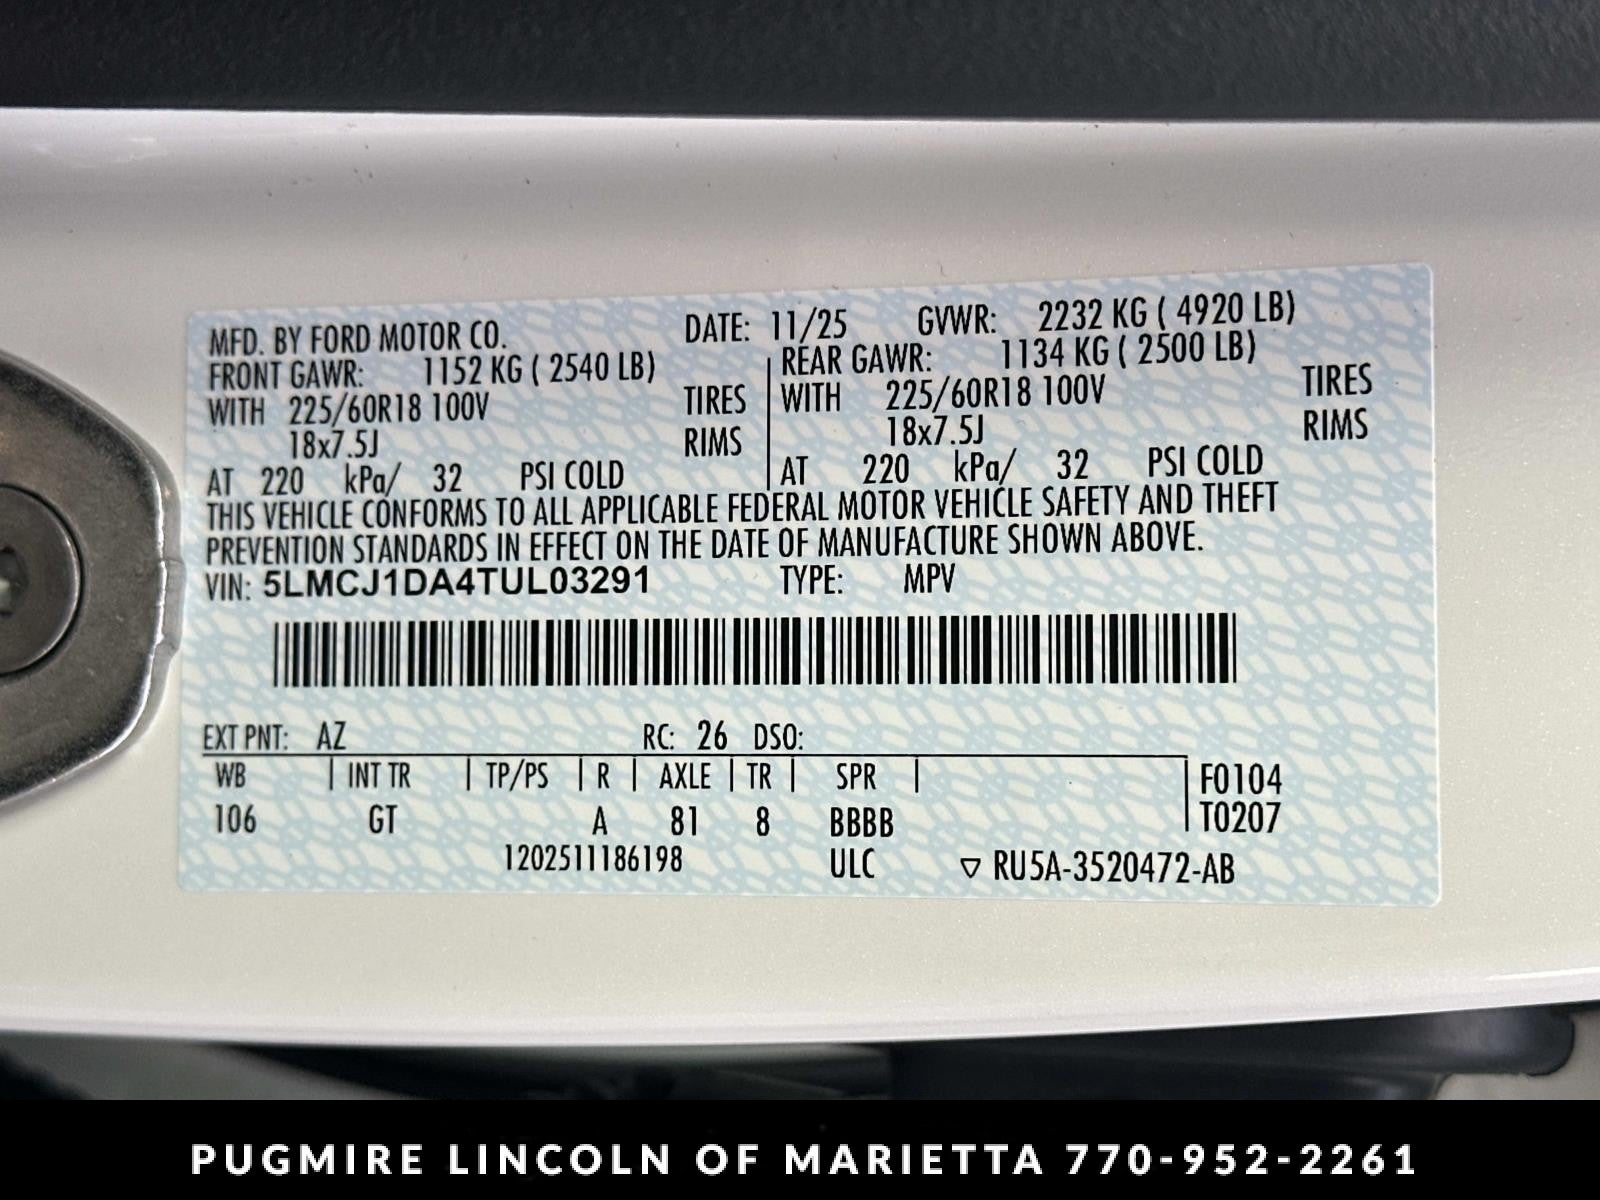 MFD. BY FORD MOTOR CO. DATE: 11/25 GVWR: 2232 KG ( 4920 LB)
FRONT GAWR: 1152 KG ( 2540 LB) REAR GAWR: 1134 KG ( 2500 LB)
WITH 225/60R18 100V TIRES WITH 225/60R18 100V TIRES
18x7.5J RIMS 18x7.5J RIMS
AT 220 kPa/ 32 PSI COLD AT 220 kPa/ 32 PSI COLD
THIS VEHICLE CONFORMS TO ALL APPLICABLE FEDERAL MOTOR VEHICLE SAFETY AND THEFT
PREVENTION STANDARDS IN EFFECT ON THE DATE OF MANUFACTURE SHOWN ABOVE.
VIN: 5LMCJ1DA4TUL03291 TYPE: MPV
EXT PNT: AZ RC: 26 DSO:
WB | INT TR | TP/PS | R | AXLE | TR | SPR | F0104
106 GT A 81 8 BBBB T0207
1202511186198 ULC ▽ RU5A-3520472-AB
PUGMIRE LINCOLN OF MARIETTA 770-952-2261